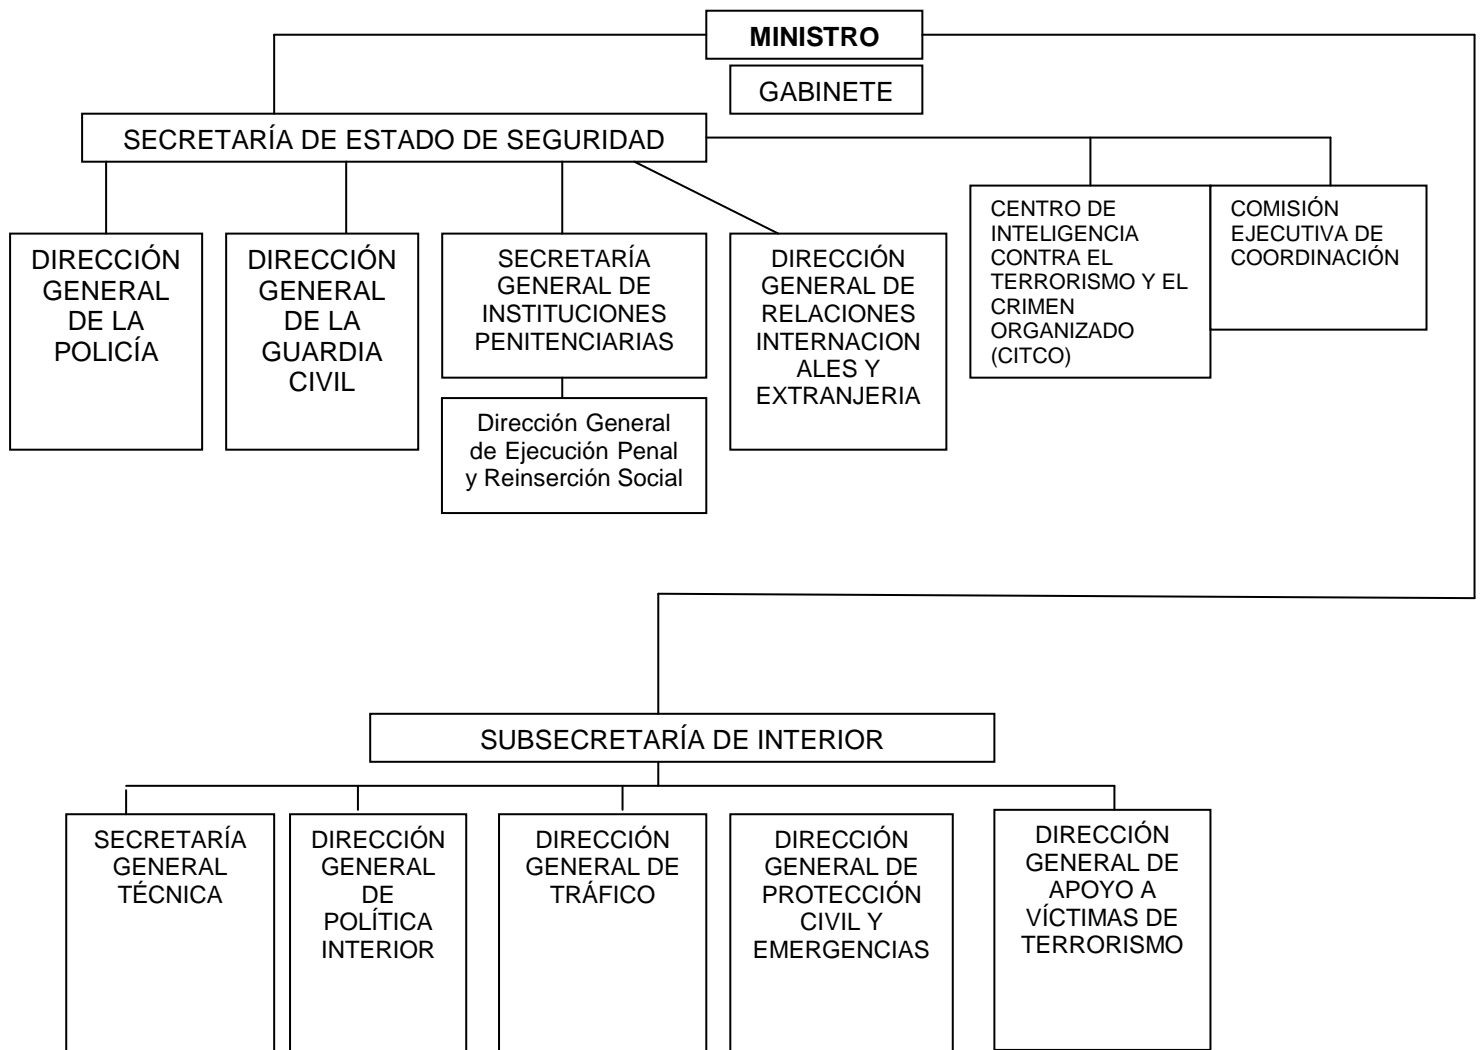 MINISTRO
GABINETE
SECRETARÍA DE ESTADO DE SEGURIDAD
DIRECCIÓN
GENERAL
DE LA
POLICÍA
DIRECCIÓN
GENERAL
DE LA
GUARDIA
CIVIL
SECRETARÍA
GENERAL DE
INSTITUCIONES
PENITENCIARIAS
Dirección General
de Ejecución Penal
y Reinserción Social
DIRECCIÓN
GENERAL DE
RELACIONES
INTERNACION
ALES Y
EXTRANJERIA
CENTRO DE
INTELIGENCIA
CONTRA EL
TERRORISMO Y EL
CRIMEN
ORGANIZADO
(CITCO)
COMISIÓN
EJECUTIVA DE
COORDINACIÓN
SUBSECRETARÍA DE INTERIOR
SECRETARÍA
GENERAL
TÉCNICA
DIRECCIÓN
GENERAL
DE
POLÍTICA
INTERIOR
DIRECCIÓN
GENERAL DE
TRÁFICO
DIRECCIÓN
GENERAL DE
PROTECCIÓN
CIVIL Y
EMERGENCIAS
DIRECCIÓN
GENERAL DE
APOYO A
VÍCTIMAS DE
TERRORISMO